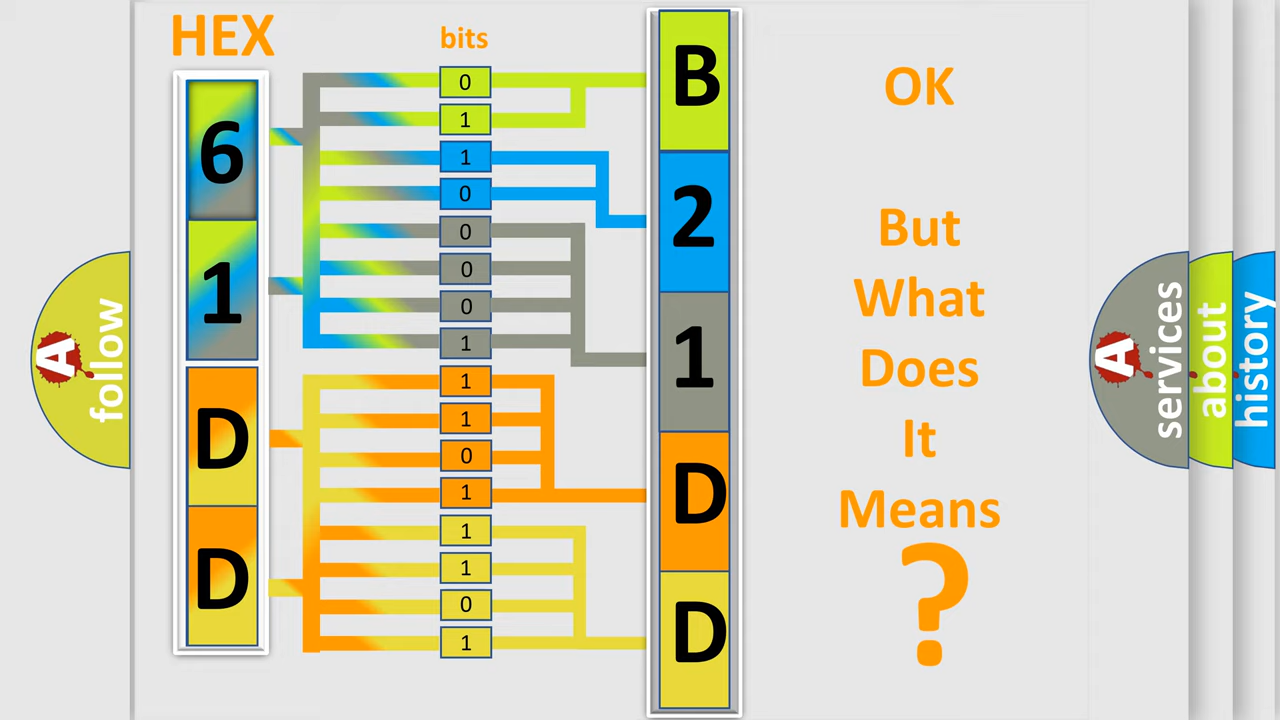 HEX
bits
6
1
D
D
0
1
1
0
0
0
0
1
1
1
0
1
1
1
0
1
B
2
1
D
D
OK
But
What
Does
It
Means
?
A
follow
A
services
about
history